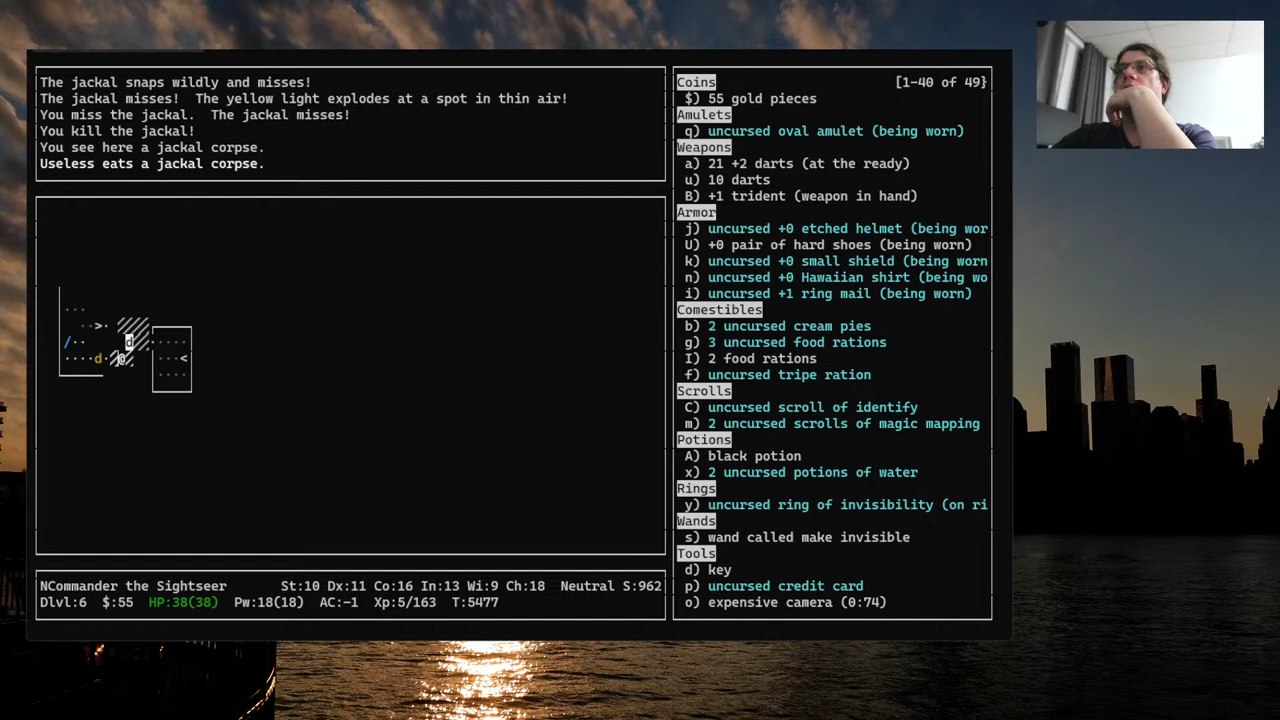 The jackal snaps wildly and misses!
The jackal misses!  The yellow light explodes at a spot in thin air!
You miss the jackal.  The jackal misses!
You kill the jackal!
You see here a jackal corpse.
Useless eats a jackal corpse.
...
..>.
/..
d
.....
....d.
@
...<
....
NCommander the Sightseer St:10 Dx:11 Co:16 In:13 Wi:9 Ch:18 Neutral S:962
Dlvl:6 $:55 HP:38(38) Pw:18(18) AC:-1 Xp:5/163 T:5477
Coins [1-40 of 49}
$) 55 gold pieces
Amulets
q) uncursed oval amulet (being worn)
Weapons
a) 21 +2 darts (at the ready)
u) 10 darts
B) +1 trident (weapon in hand)
Armor
j) uncursed +0 etched helmet (being wor
U) +0 pair of hard shoes (being worn)
k) uncursed +0 small shield (being worn
n) uncursed +0 Hawaiian shirt (being wo
i) uncursed +1 ring mail (being worn)
Comestibles
b) 2 uncursed cream pies
g) 3 uncursed food rations
I) 2 food rations
f) uncursed tripe ration
Scrolls
C) uncursed scroll of identify
m) 2 uncursed scrolls of magic mapping
Potions
A) black potion
x) 2 uncursed potions of water
Rings
y) uncursed ring of invisibility (on ri
Wands
s) wand called make invisible
Tools
d) key
p) uncursed credit card
o) expensive camera (0:74)